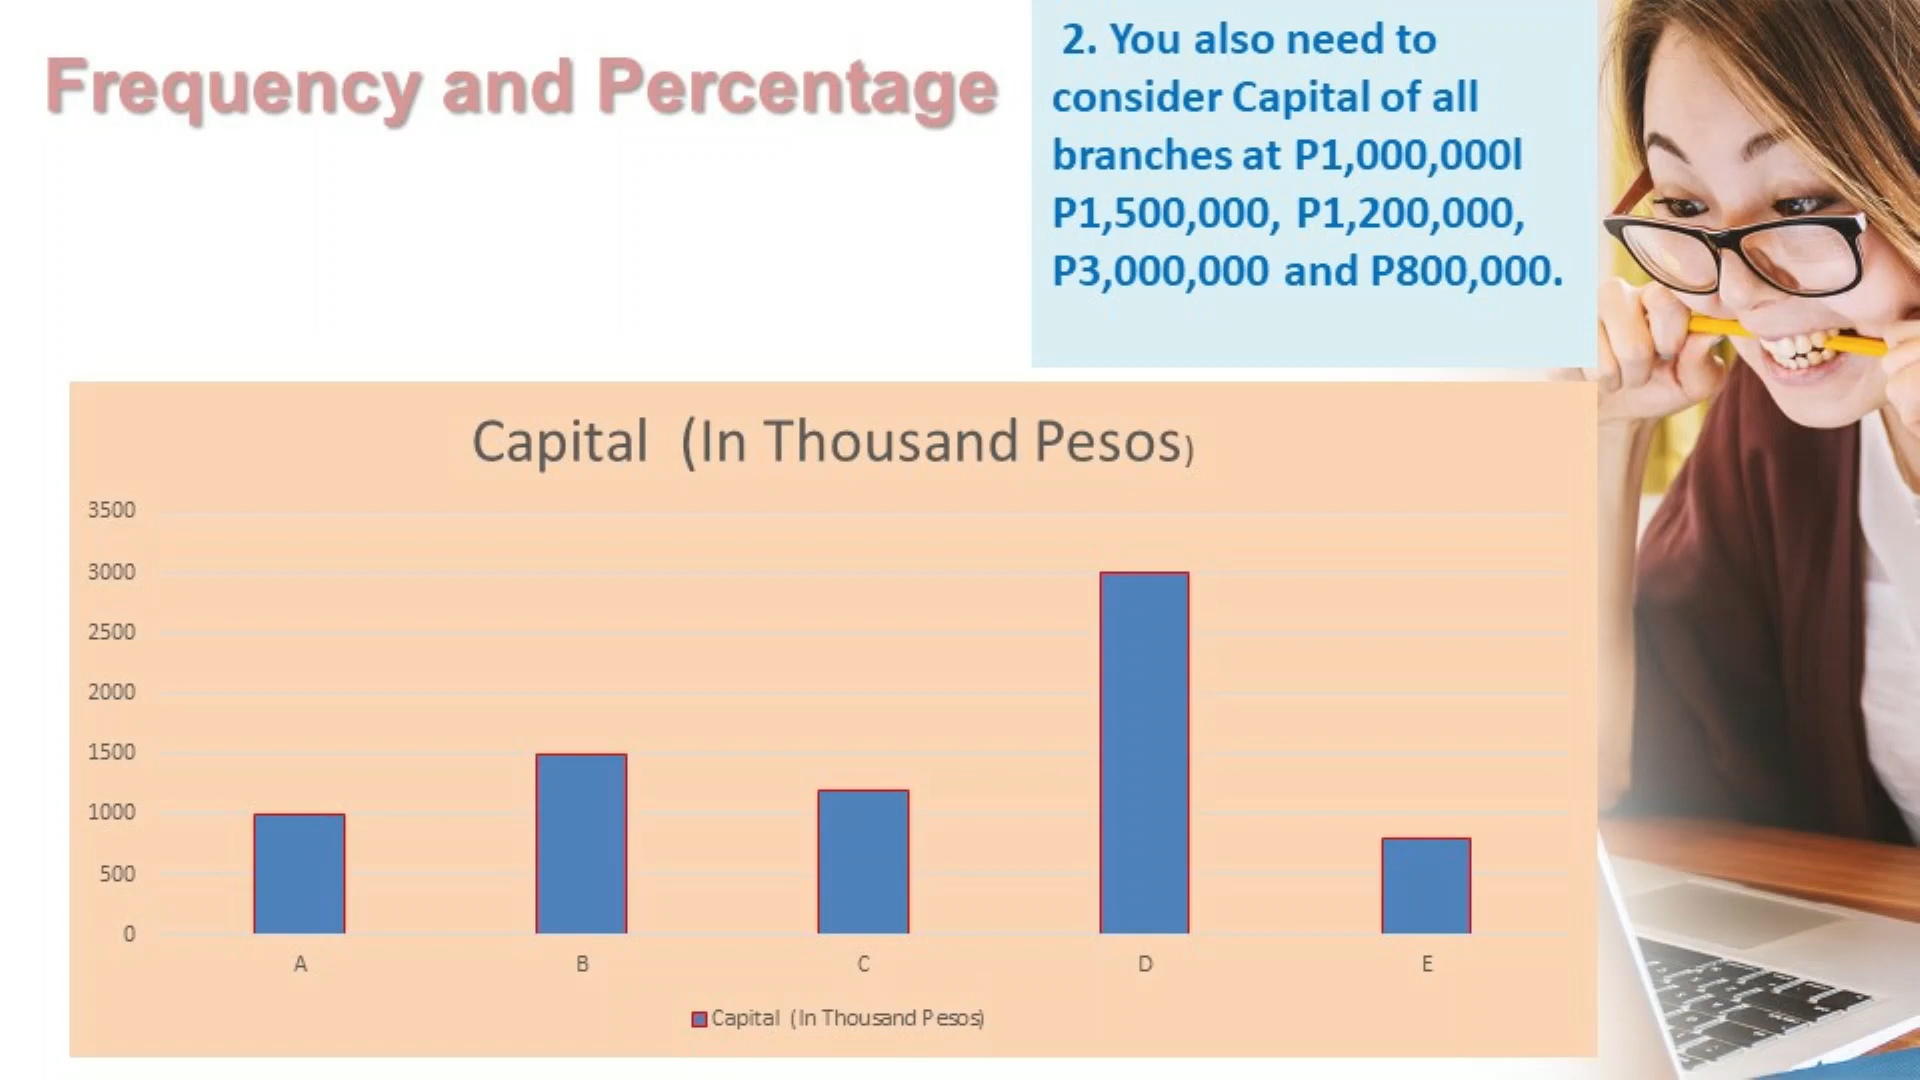 Frequency and Percentage
2. You also need to
consider Capital of all
branches at P1,000,000l
P1,500,000, P1,200,000,
P3,000,000 and P800,000.
Capital (In Thousand Pesos)
3500
3000
2500
2000
1500
1000
500
0
A B C D E
Capital (In Thousand Pesos)